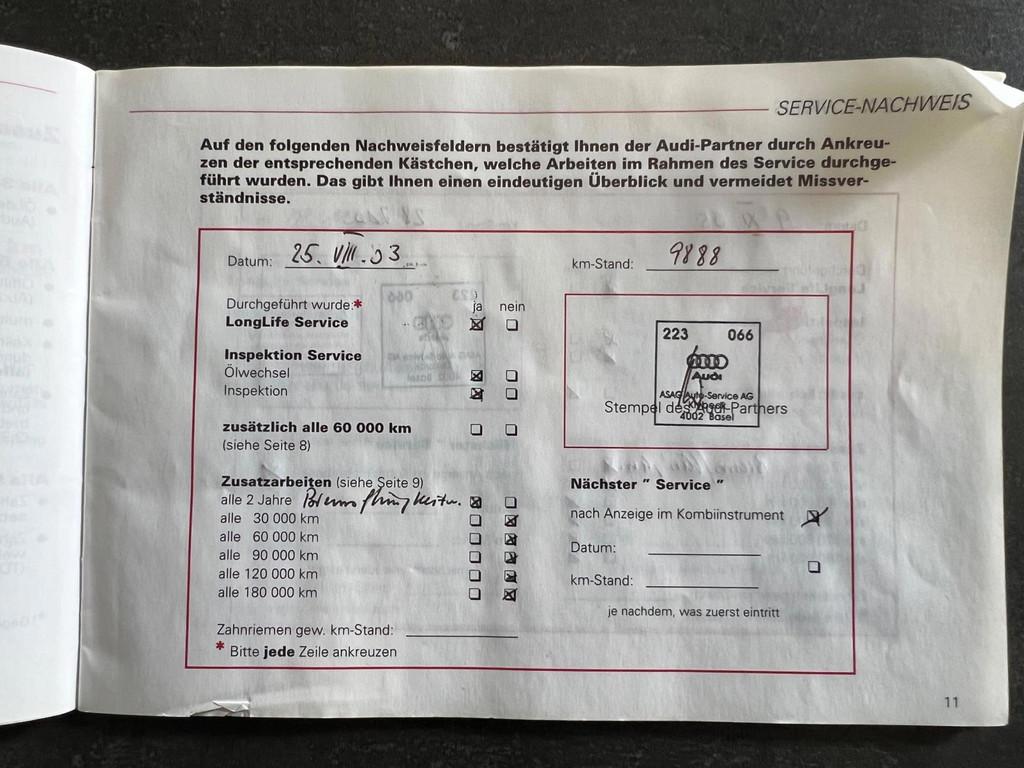 SERVICE-NACHWEIS
Auf den folgenden Nachweisfeldern bestätigt Ihnen der Audi-Partner durch Ankreu-
zen der entsprechenden Kästchen, welche Arbeiten im Rahmen des Service durchge-
führt wurden. Das gibt Ihnen einen eindeutigen Überblick und vermeidet Missver-
ständnisse.
Datum: 25. VIII. 03
km-Stand: 9888
Durchgeführt wurde:* ja nein
LongLife Service
Inspektion Service
Ölwechsel
Inspektion
zusätzlich alle 60 000 km
(siehe Seite 8)
Zusatzarbeiten (siehe Seite 9)
alle 2 Jahre Bremsflüssigkeitw.
alle 30 000 km
alle 60 000 km
alle 90 000 km
alle 120 000 km
alle 180 000 km
Zahnriemen gew. km-Stand:
* Bitte jede Zeile ankreuzen
223 066
Audi
ASAG Auto-Service AG
Stempel des Audi-Partners
4002 Basel
Nächster " Service "
nach Anzeige im Kombiinstrument
Datum:
km-Stand:
je nachdem, was zuerst eintritt
11